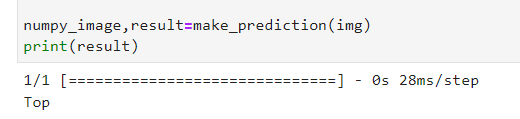 numpy_image,result=make_prediction(img)
print(result)
1/1 [==============================] - 0s 28ms/step
Top